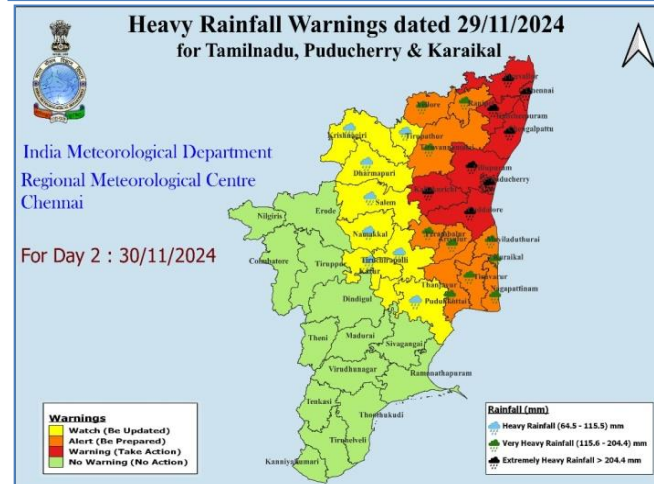 Heavy Rainfall Warnings dated 29/11/2024
for Tamilnadu, Puducherry & Karaikal
India Meteorological Department
Regional Meteorological Centre
Chennai
For Day 2 : 30/11/2024
Chennai
Krishnagiri
Tirupathur
Dharmapuri
Salem
Erode
Nilgiris
Namakkal
Coimbatore
Tiruppur
Karur
Tirukhirapalli
Perambalur
Karaikal
Tiruvarur
Nagapattinam
Thanjavur
Pudukkottai
Dindigal
Theni
Madurai
Sivagangai
Virudhunagar
Ramanathapuram
Tenkasi
Thoothukudi
Tirunelveli
Kanniyakumari
Warnings
Watch (Be Updated)
Alert (Be Prepared)
Warning (Take Action)
No Warning (No Action)
Rainfall (mm)
Heavy Rainfall (64.5 - 115.5) mm
Very Heavy Rainfall (115.6 - 204.4) mm
Extremely Heavy Rainfall > 204.4 mm